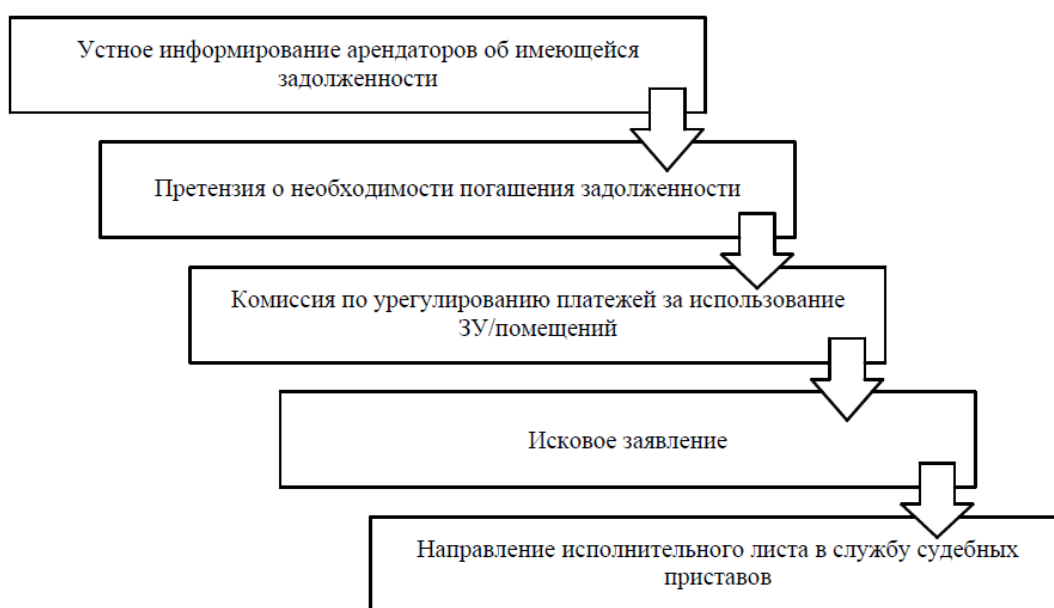 Устное информирование арендаторов об имеющейся
задолженности
Претензия о необходимости погашения задолженности
Комиссия по урегулированию платежей за использование
ЗУ/помещений
Исковое заявление
Направление исполнительного листа в службу судебных
приставов